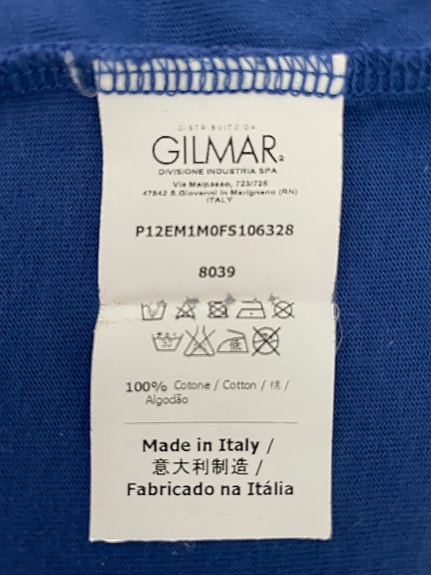 DISTRIBUITO DA
GILMAR
DIVISIONE INDUSTRIA SPA
Via Malpasso, 723/725
47842 S.Giovanni in Marignano (RN)
ITALY
P12EM1M0FS106328
8039
100% Cotone / Cotton / 棉 /
Algodão
Made in Italy /
意大利制造 /
Fabricado na Itália